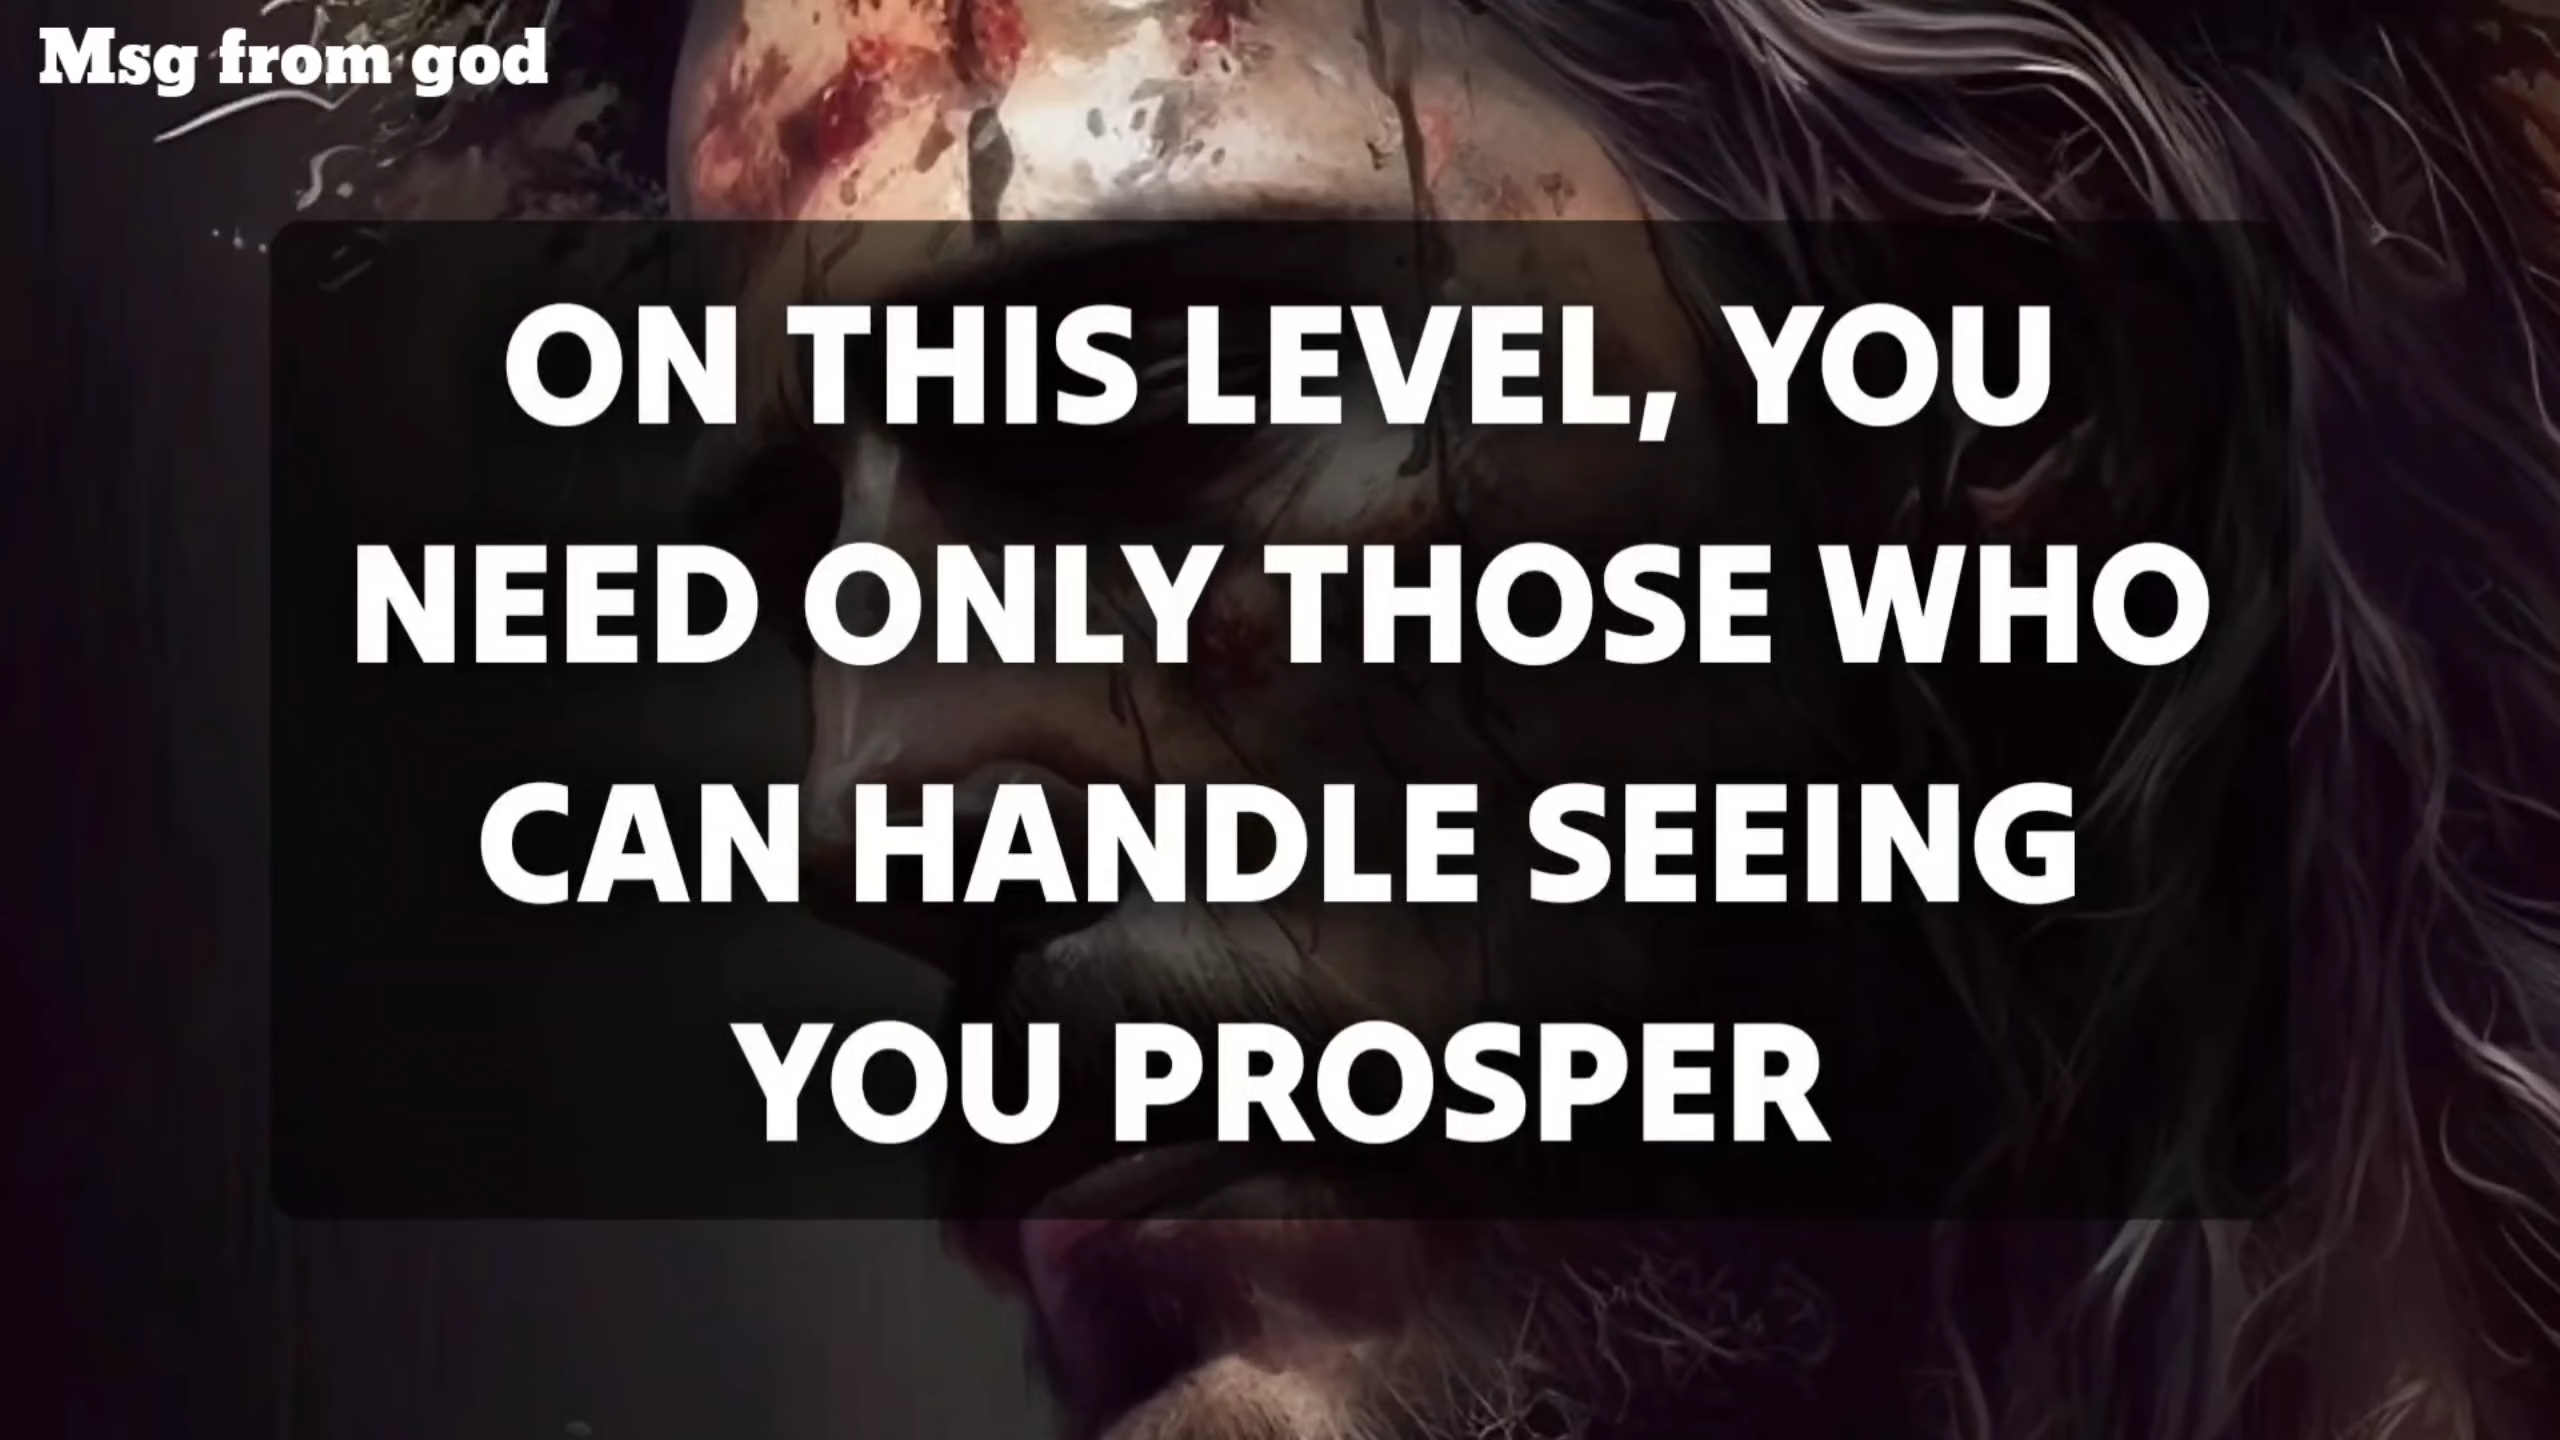 Msg from god
ON THIS LEVEL, YOU
NEED ONLY THOSE WHO
CAN HANDLE SEEING
YOU PROSPER